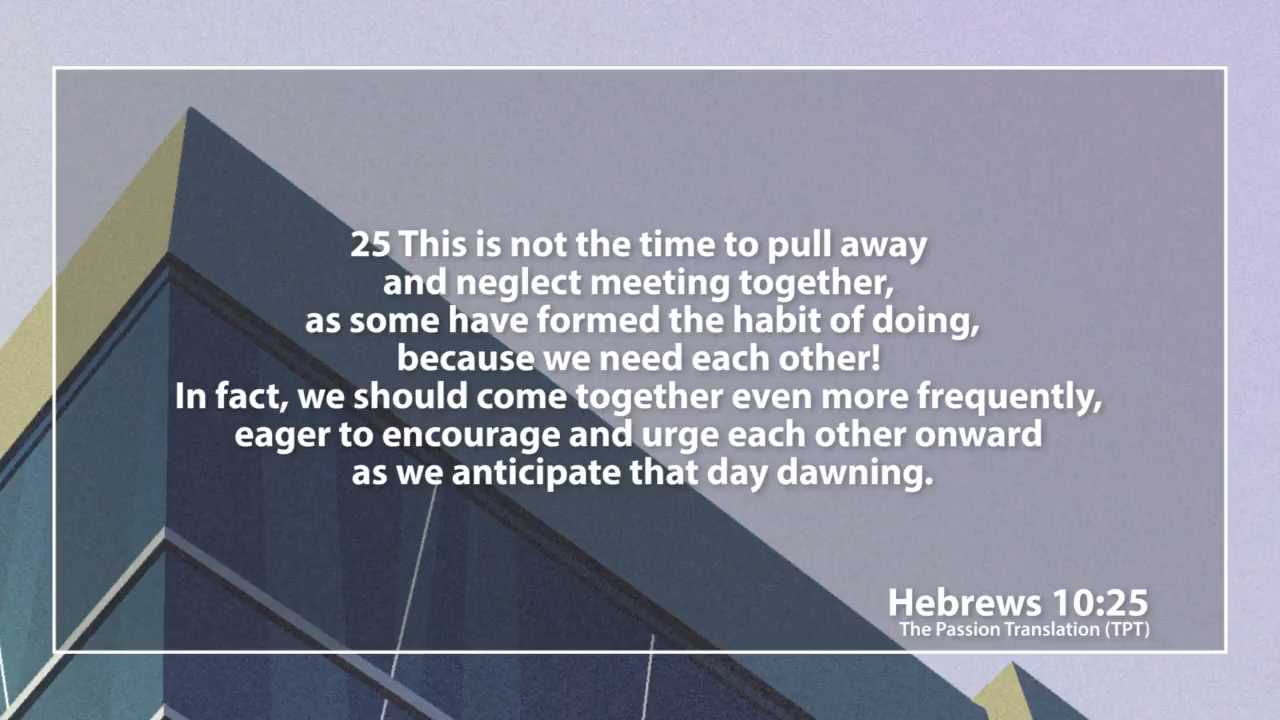 25 This is not the time to pull away
and neglect meeting together,
as some have formed the habit of doing,
because we need each other!
In fact, we should come together even more frequently,
eager to encourage and urge each other onward
as we anticipate that day dawning.
Hebrews 10:25
The Passion Translation (TPT)